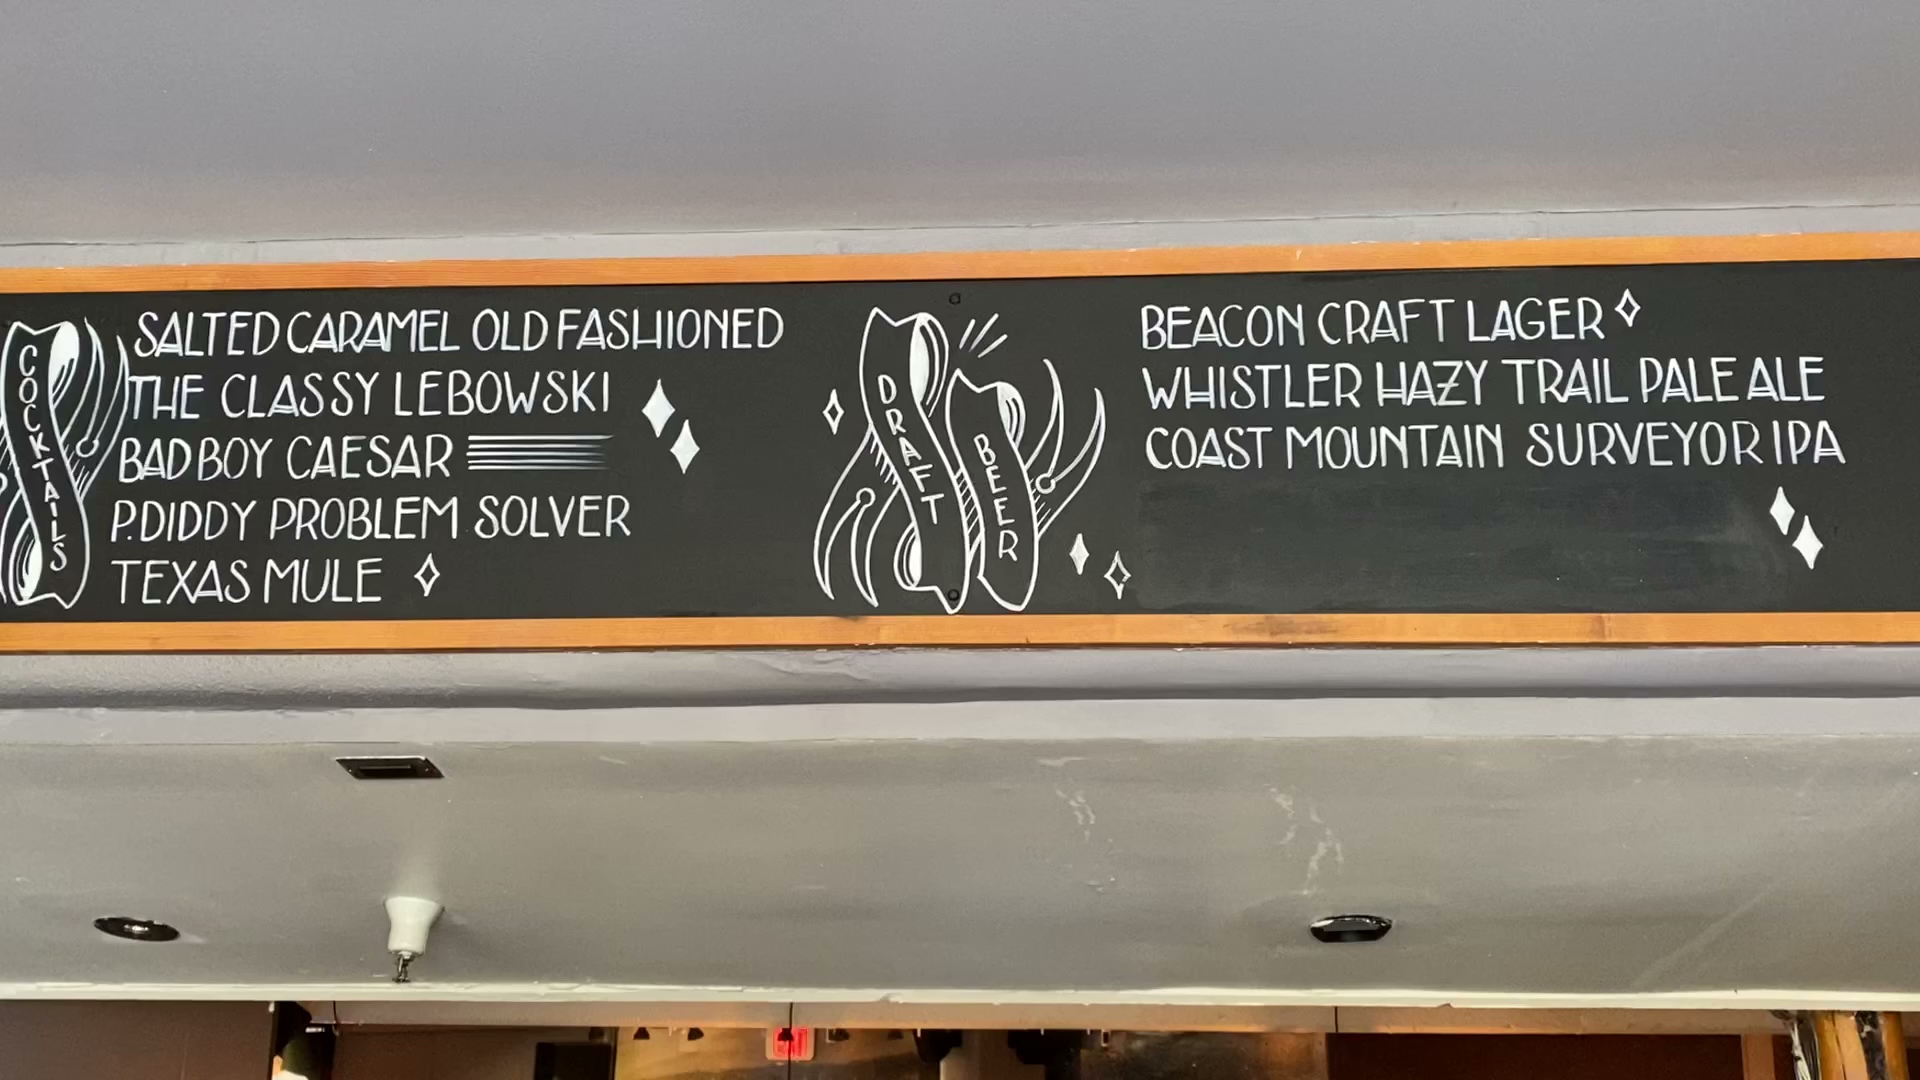 COCKTAILS
SALTED CARAMEL OLD FASHIONED
THE CLASSY LEBOWSKI
BAD BOY CAESAR
P.DIDDY PROBLEM SOLVER
TEXAS MULE
DRAFT
BEER
BEACON CRAFT LAGER
WHISTLER HAZY TRAIL PALE ALE
COAST MOUNTAIN SURVEYOR IPA